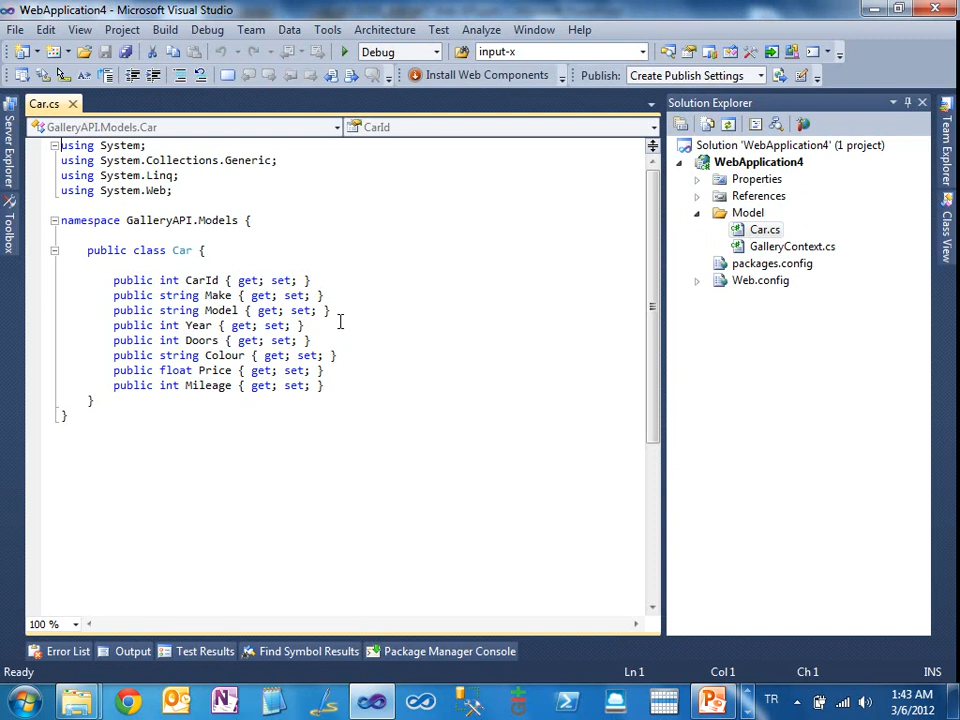 WebApplication4 - Microsoft Visual Studio
File Edit View Project Build Debug Team Data Tools Architecture Test Analyze Window Help
Debug input-x
Install Web Components Publish: Create Publish Settings
Car.cs
GalleryAPI.Models.Car CarId
using System;
using System.Collections.Generic;
using System.Linq;
using System.Web;
namespace GalleryAPI.Models {
public class Car {
public int CarId { get; set; }
public string Make { get; set; }
public string Model { get; set; }
public int Year { get; set; }
public int Doors { get; set; }
public string Colour { get; set; }
public float Price { get; set; }
public int Mileage { get; set; }
}
}
100 %
Server Explorer
Toolbox
Solution Explorer
Solution 'WebApplication4' (1 project)
WebApplication4
Properties
References
Model
Car.cs
GalleryContext.cs
packages.config
Web.config
Team Explorer
Class View
Error List Output Test Results Find Symbol Results Package Manager Console
Ready Ln 1 Col 1 Ch 1 INS
TR 1:43 AM
3/6/2012